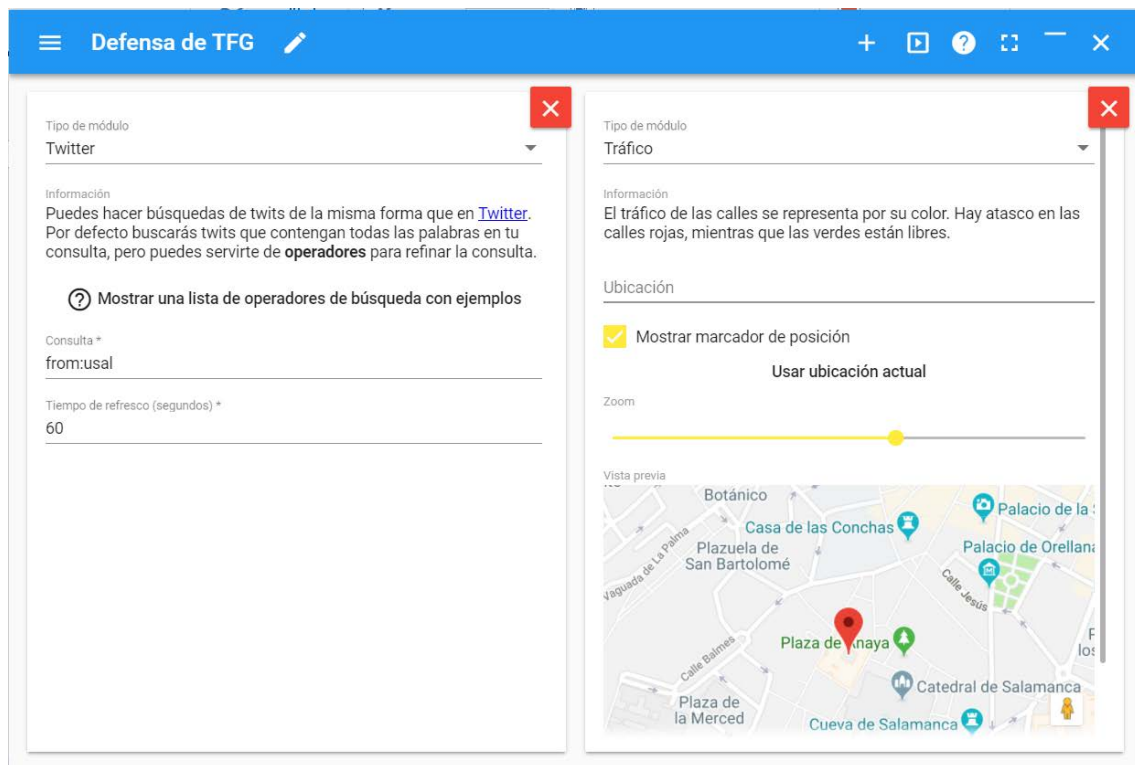 Defensa de TFG
Tipo de módulo
Twitter
Información
Puedes hacer búsquedas de twits de la misma forma que en Twitter.
Por defecto buscarás twits que contengan todas las palabras en tu
consulta, pero puedes servirte de operadores para refinar la consulta.
Mostrar una lista de operadores de búsqueda con ejemplos
Consulta *
from:usal
Tiempo de refresco (segundos) *
60
Tipo de módulo
Tráfico
Información
El tráfico de las calles se representa por su color. Hay atasco en las
calles rojas, mientras que las verdes están libres.
Ubicación
Mostrar marcador de posición
Usar ubicación actual
Zoom
Vista previa
Botánico
Palacio de la
Casa de las Conchas
Vaguada de La Palma
Plazuela de
San Bartolomé
Palacio de Orellana
Calle Jesús
Plaza de Anaya
los
Calle Balmes
Catedral de Salamanca
Plaza de
la Merced
Cueva de Salamanca